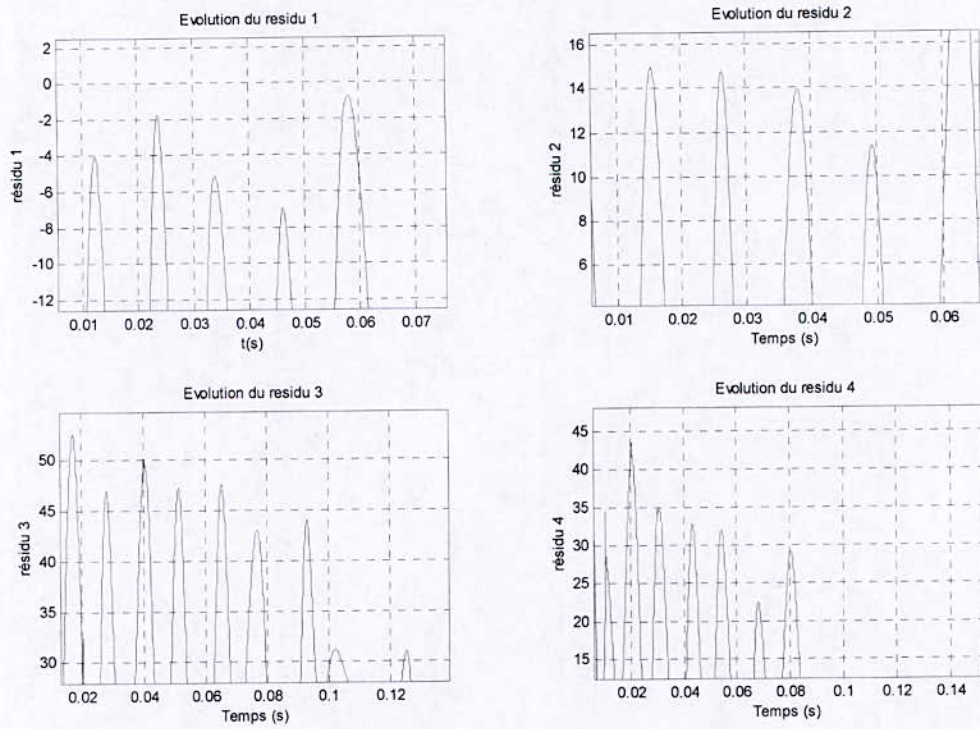 Evolution du residu 1
résidu 1
2
0
-2
-4
-6
-8
-10
-12
0.01 0.02 0.03 0.04 0.05 0.06 0.07
t(s)
Evolution du residu 2
résidu 2
16
14
12
10
8
6
0.01 0.02 0.03 0.04 0.05 0.06
Temps (s)
Evolution du residu 3
résidu 3
50
45
40
35
30
0.02 0.04 0.06 0.08 0.1 0.12
Temps (s)
Evolution du residu 4
résidu 4
45
40
35
30
25
20
15
0.02 0.04 0.06 0.08 0.1 0.12 0.14
Temps (s)